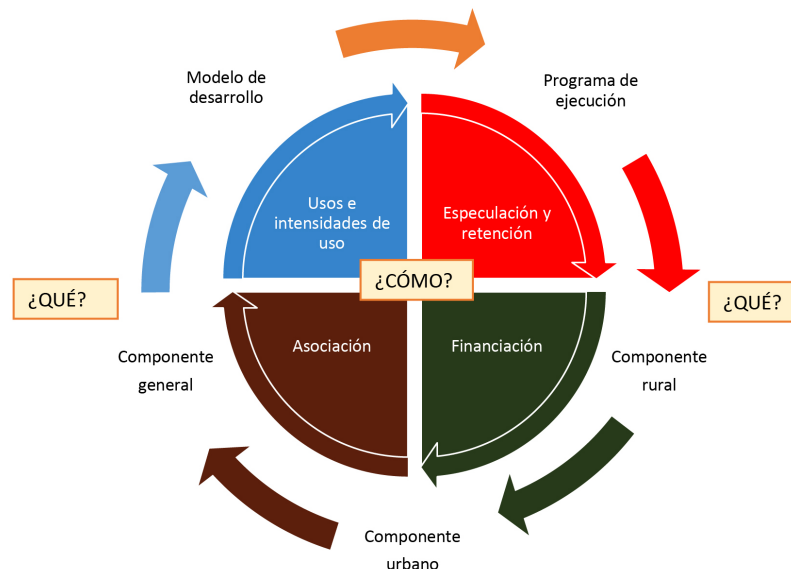 Modelo de
desarrollo
Programa de
ejecución
Usos e
intensidades de
uso
Especulación y
retención
¿QUÉ?
¿CÓMO?
¿QUÉ?
Componente
general
Asociación
Financiación
Componente
rural
Componente
urbano